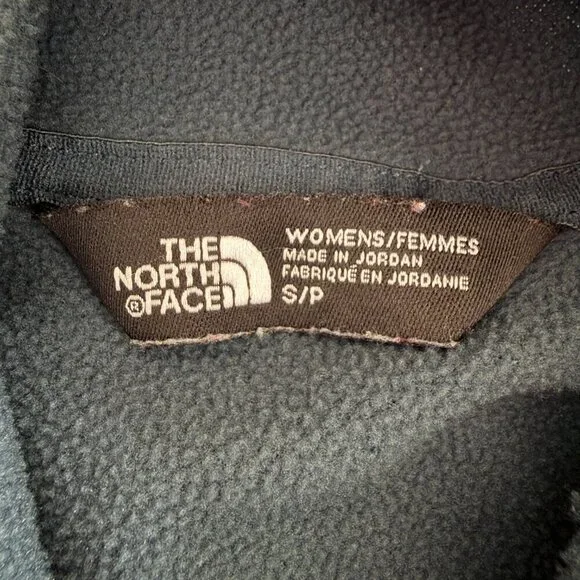 THE
NORTH
®FACE
WOMENS/FEMMES
MADE IN JORDAN
FABRIQUÉ EN JORDANIE
S/P